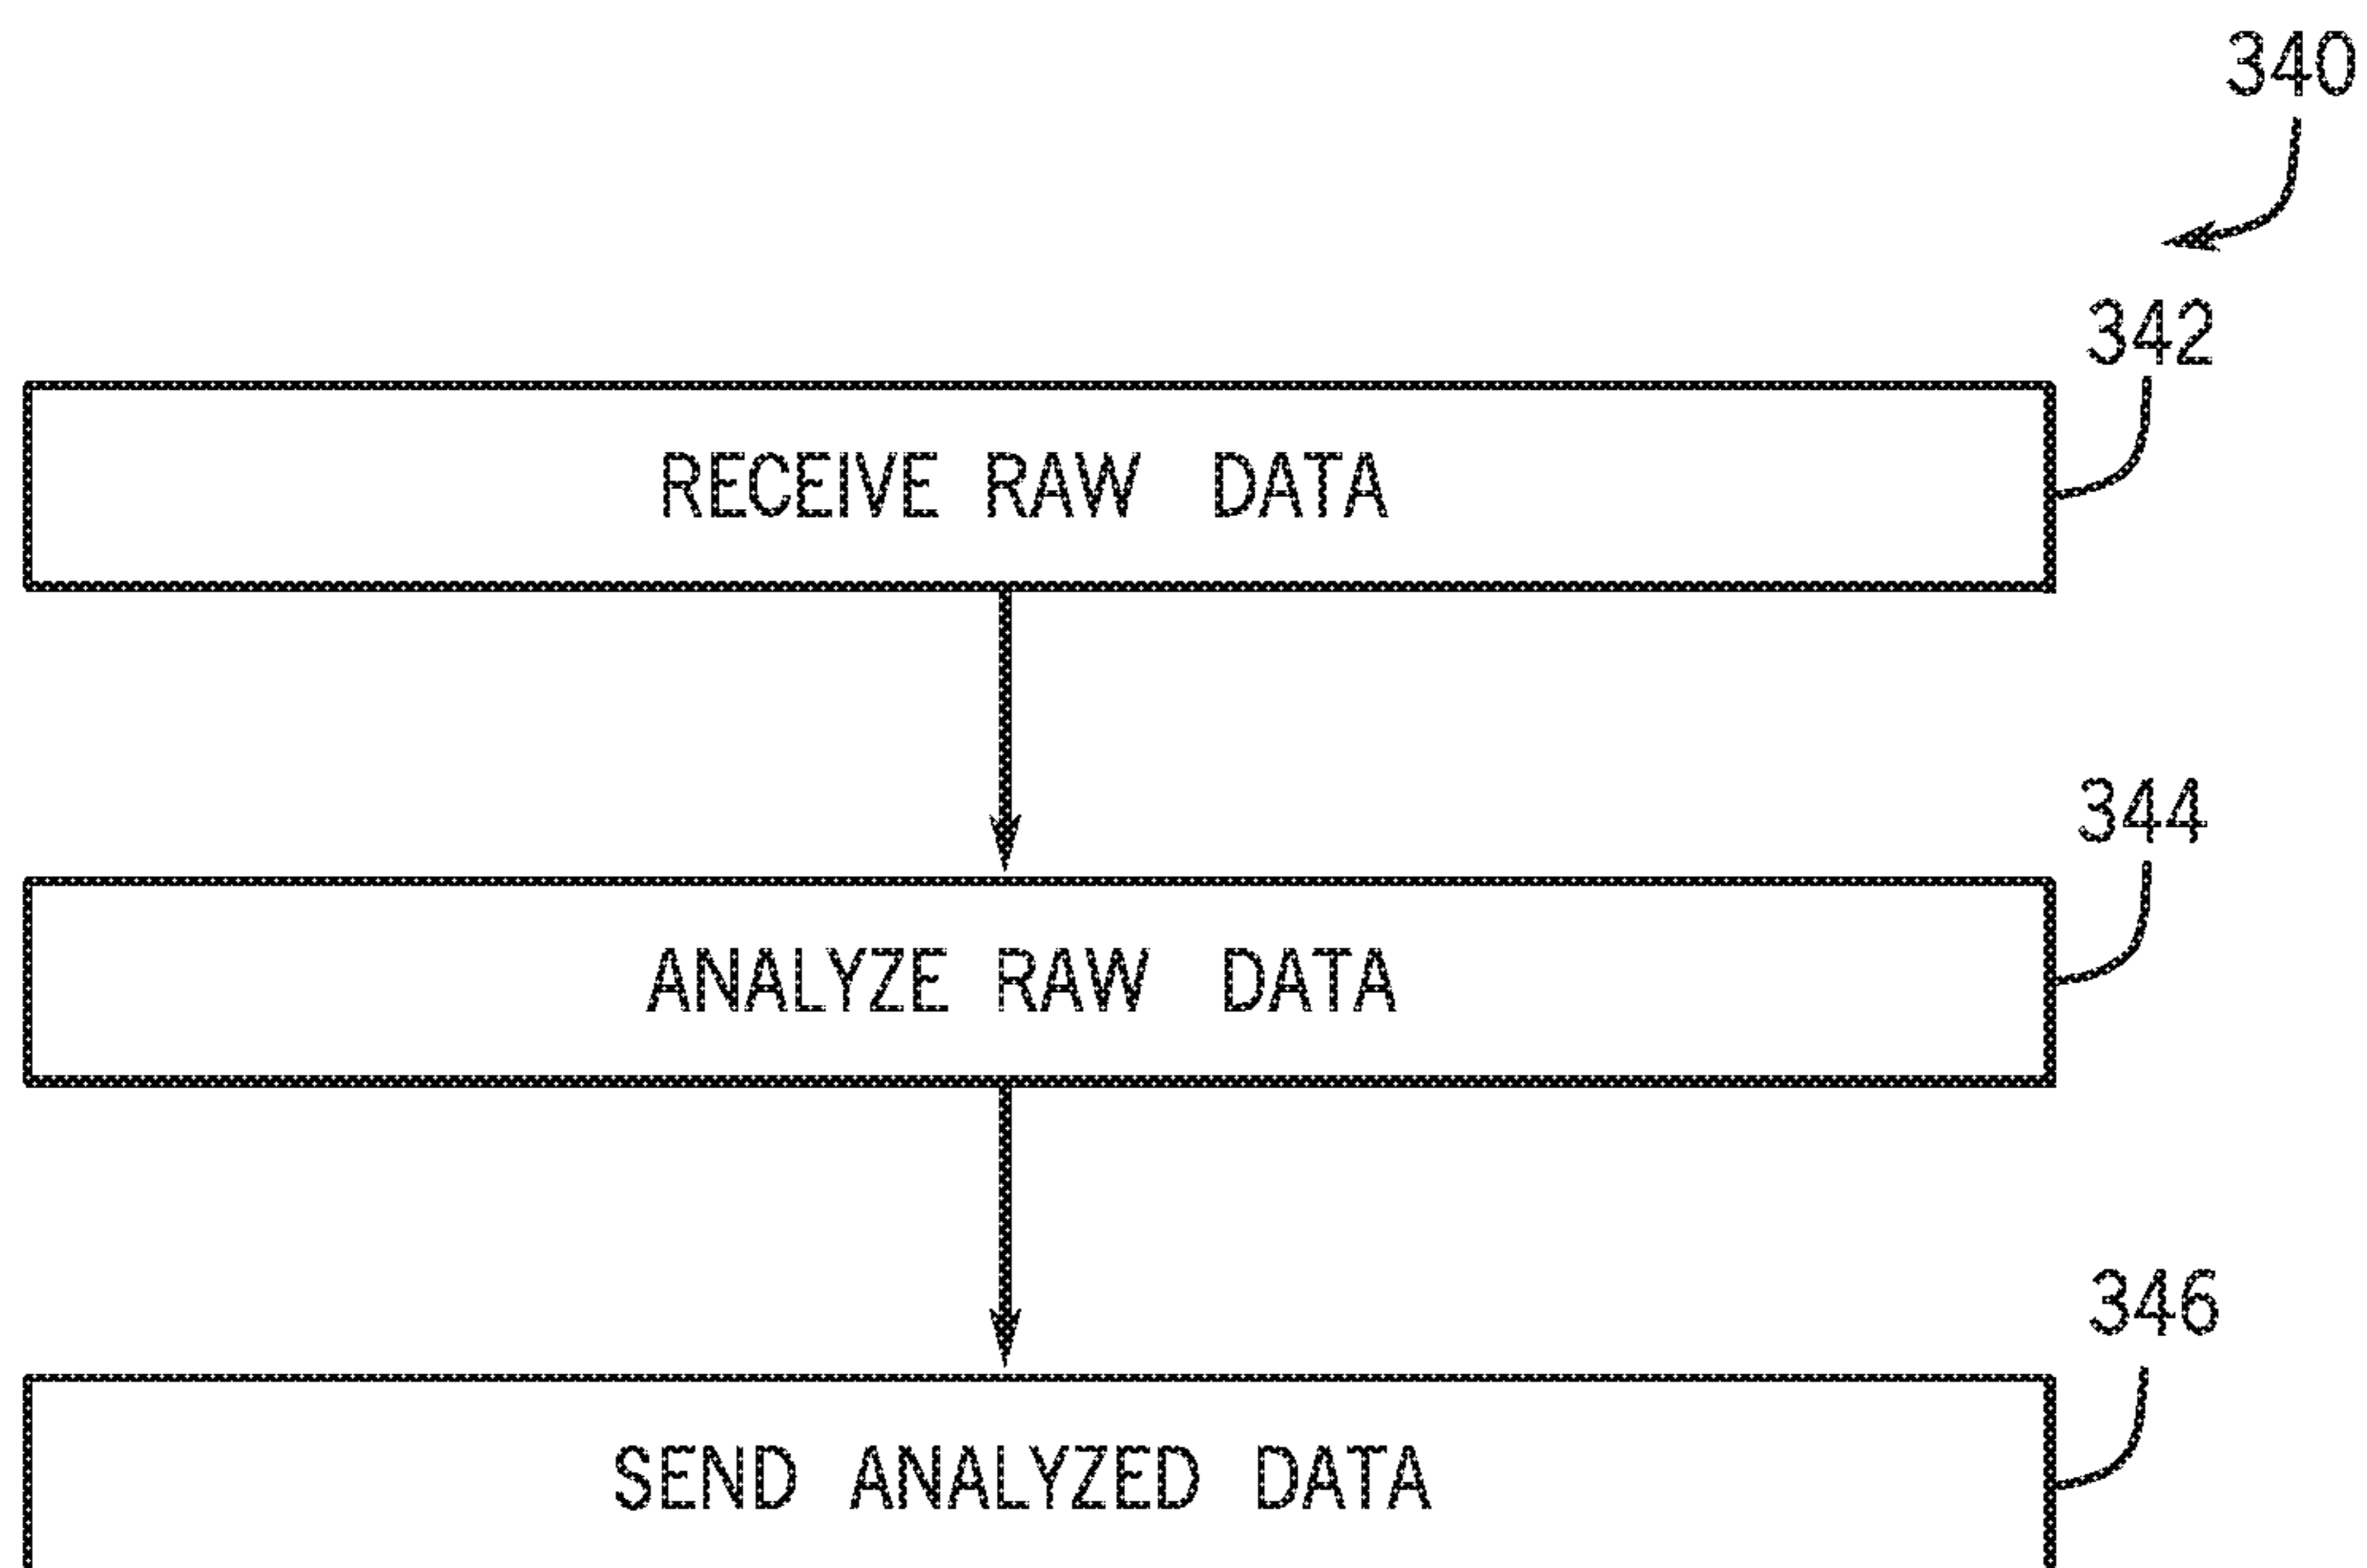 340
342
RECEIVE RAW DATA
344
ANALYZE RAW DATA
346
SEND ANALYZED DATA